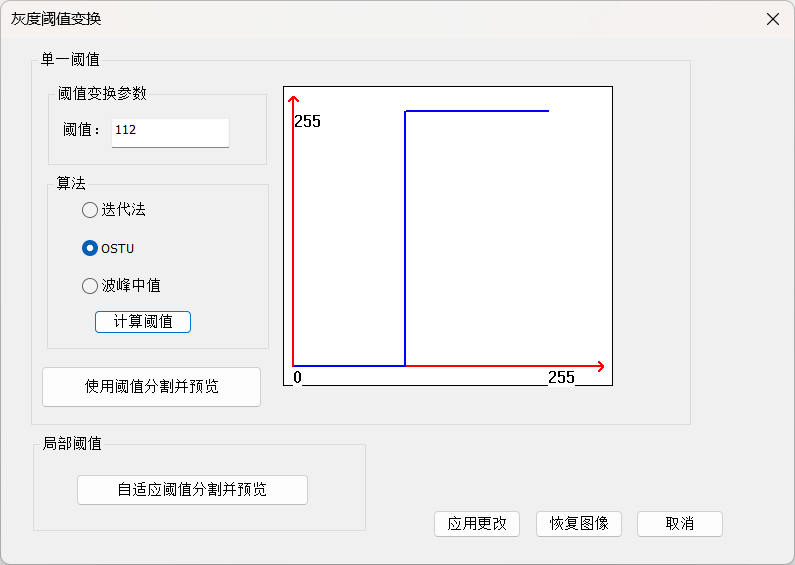 灰度阈值变换
单一阈值
阈值变换参数
阈值： 112
算法
迭代法
OSTU
波峰中值
计算阈值
使用阈值分割并预览
255
0
255
局部阈值
自适应阈值分割并预览
应用更改
恢复图像
取消